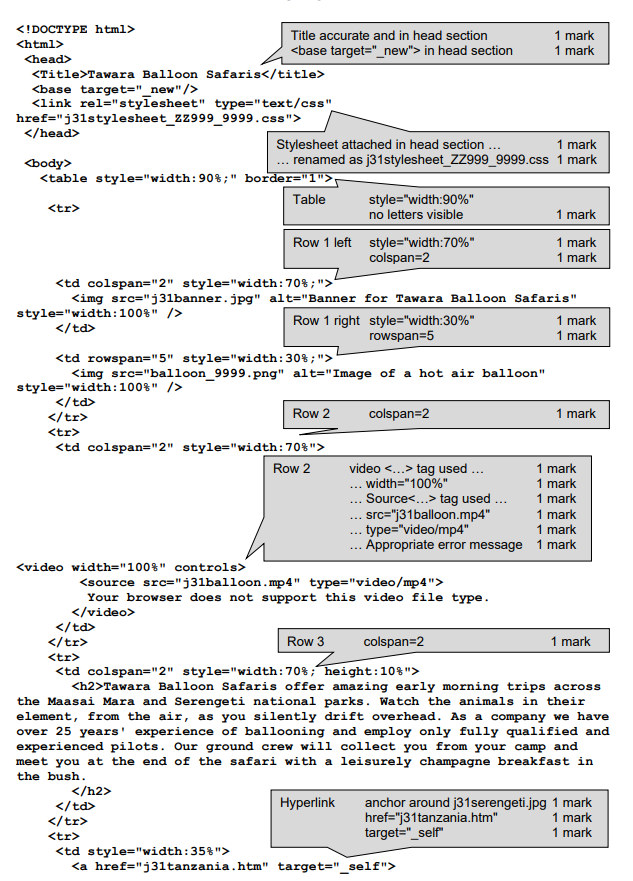 <!DOCTYPE html>
<html>
<head>
<Title>Tawara Balloon Safaris</title>
<base target="_new"/>
<link rel="stylesheet" type="text/css"
href="j31stylesheet_ZZ999_9999.css">
</head>
Title accurate and in head section 1 mark
<base target="_new"> in head section 1 mark
Stylesheet attached in head section … 1 mark
… renamed as j31stylesheet_ZZ999_9999.css 1 mark
<body>
<table style="width:90%;" border="1">
Table style="width:90%"
no letters visible 1 mark
<tr>
Row 1 left style="width:70%" 1 mark
colspan=2 1 mark
<td colspan="2" style="width:70%;">
<img src="j31banner.jpg" alt="Banner for Tawara Balloon Safaris"
style="width:100%" />
</td>
Row 1 right style="width:30%" 1 mark
rowspan=5 1 mark
<td rowspan="5" style="width:30%;">
<img src="balloon_9999.png" alt="Image of a hot air balloon"
style="width:100%" />
</td>
</tr>
Row 2 colspan=2 1 mark
<tr>
<td colspan="2" style="width:70%">
Row 2 video <…> tag used … 1 mark
… width="100%" 1 mark
… Source<…> tag used … 1 mark
… src="j31balloon.mp4" 1 mark
… type="video/mp4" 1 mark
… Appropriate error message 1 mark
<video width="100%" controls>
<source src="j31balloon.mp4" type="video/mp4">
Your browser does not support this video file type.
</video>
</td>
</tr>
Row 3 colspan=2 1 mark
<tr>
<td colspan="2" style="width:70%; height:10%">
<h2>Tawara Balloon Safaris offer amazing early morning trips across
the Maasai Mara and Serengeti national parks. Watch the animals in their
element, from the air, as you silently drift overhead. As a company we have
over 25 years' experience of ballooning and employ only fully qualified and
experienced pilots. Our ground crew will collect you from your camp and
meet you at the end of the safari with a leisurely champagne breakfast in
the bush.
</h2>
</td>
</tr>
Hyperlink anchor around j31serengeti.jpg 1 mark
href="j31tanzania.htm" 1 mark
target="_self" 1 mark
<tr>
<td style="width:35%">
<a href="j31tanzania.htm" target="_self">